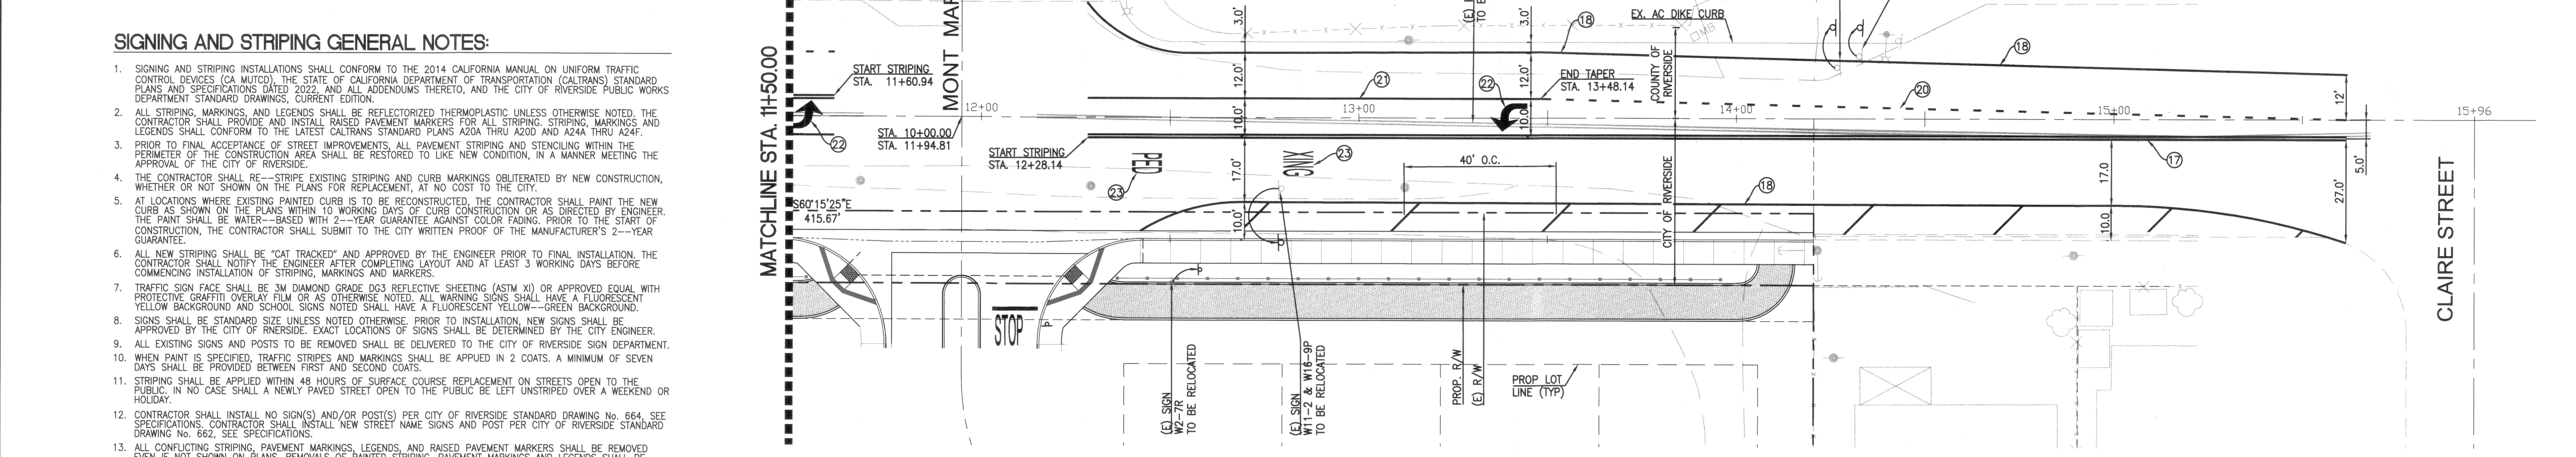 SIGNING AND STRIPING GENERAL NOTES:
1. SIGNING AND STRIPING INSTALLATIONS SHALL CONFORM TO THE 2014 CALIFORNIA MANUAL ON UNIFORM TRAFFIC
CONTROL DEVICES (CA MUTCD), THE STATE OF CALIFORNIA DEPARTMENT OF TRANSPORTATION (CALTRANS) STANDARD
PLANS AND SPECIFICATIONS DATED 2022, AND ALL ADDENDUMS THERETO, AND THE CITY OF RIVERSIDE PUBLIC WORKS
DEPARTMENT STANDARD DRAWINGS, CURRENT EDITION.
2. ALL STRIPING, MARKINGS, AND LEGENDS SHALL BE REFLECTORIZED THERMOPLASTIC UNLESS OTHERWISE NOTED. THE
CONTRACTOR SHALL PROVIDE AND INSTALL RAISED PAVEMENT MARKERS FOR ALL STRIPING. STRIPING, MARKINGS AND
LEGENDS SHALL CONFORM TO THE LATEST CALTRANS STANDARD PLANS A20A THRU A20D AND A24A THRU A24F.
3. PRIOR TO FINAL ACCEPTANCE OF STREET IMPROVEMENTS, ALL PAVEMENT STRIPING AND STENCILING WITHIN THE
PERIMETER OF THE CONSTRUCTION AREA SHALL BE RESTORED TO LIKE NEW CONDITION, IN A MANNER MEETING THE
APPROVAL OF THE CITY OF RIVERSIDE.
4. THE CONTRACTOR SHALL RE--STRIPE EXISTING STRIPING AND CURB MARKINGS OBLITERATED BY NEW CONSTRUCTION,
WHETHER OR NOT SHOWN ON THE PLANS FOR REPLACEMENT, AT NO COST TO THE CITY.
5. AT LOCATIONS WHERE EXISTING PAINTED CURB IS TO BE RECONSTRUCTED, THE CONTRACTOR SHALL PAINT THE NEW
CURB AS SHOWN ON THE PLANS WITHIN 10 WORKING DAYS OF CURB CONSTRUCTION OR AS DIRECTED BY ENGINEER.
THE PAINT SHALL BE WATER--BASED WITH 2--YEAR GUARANTEE AGAINST COLOR FADING. PRIOR TO THE START OF
CONSTRUCTION, THE CONTRACTOR SHALL SUBMIT TO THE CITY WRITTEN PROOF OF THE MANUFACTURER'S 2--YEAR
GUARANTEE.
6. ALL NEW STRIPING SHALL BE "CAT TRACKED" AND APPROVED BY THE ENGINEER PRIOR TO FINAL INSTALLATION. THE
CONTRACTOR SHALL NOTIFY THE ENGINEER AFTER COMPLETING LAYOUT AND AT LEAST 3 WORKING DAYS BEFORE
COMMENCING INSTALLATION OF STRIPING, MARKINGS AND MARKERS.
7. TRAFFIC SIGN FACE SHALL BE 3M DIAMOND GRADE DG3 REFLECTIVE SHEETING (ASTM XI) OR APPROVED EQUAL WITH
PROTECTIVE GRAFFITI OVERLAY FILM OR AS OTHERWISE NOTED. ALL WARNING SIGNS SHALL HAVE A FLUORESCENT
YELLOW BACKGROUND AND SCHOOL SIGNS NOTED SHALL HAVE A FLUORESCENT YELLOW--GREEN BACKGROUND.
8. SIGNS SHALL BE STANDARD SIZE UNLESS NOTED OTHERWISE. PRIOR TO INSTALLATION, NEW SIGNS SHALL BE
APPROVED BY THE CITY OF RNERSIDE. EXACT LOCATIONS OF SIGNS SHALL BE DETERMINED BY THE CITY ENGINEER.
9. ALL EXISTING SIGNS AND POSTS TO BE REMOVED SHALL BE DELIVERED TO THE CITY OF RIVERSIDE SIGN DEPARTMENT.
10. WHEN PAINT IS SPECIFIED, TRAFFIC STRIPES AND MARKINGS SHALL BE APPUED IN 2 COATS. A MINIMUM OF SEVEN
DAYS SHALL BE PROVIDED BETWEEN FIRST AND SECOND COATS.
11. STRIPING SHALL BE APPLIED WITHIN 48 HOURS OF SURFACE COURSE REPLACEMENT ON STREETS OPEN TO THE
PUBLIC. IN NO CASE SHALL A NEWLY PAVED STREET OPEN TO THE PUBLIC BE LEFT UNSTRIPED OVER A WEEKEND OR
HOLIDAY.
12. CONTRACTOR SHALL INSTALL NO SIGN(S) AND/OR POST(S) PER CITY OF RIVERSIDE STANDARD DRAWING No. 664, SEE
SPECIFICATIONS. CONTRACTOR SHALL INSTALL NEW STREET NAME SIGNS AND POST PER CITY OF RIVERSIDE STANDARD
DRAWING No. 662, SEE SPECIFICATIONS.
13. ALL CONFLICTING STRIPING, PAVEMENT MARKINGS, LEGENDS, AND RAISED PAVEMENT MARKERS SHALL BE REMOVED
MATCHLINE STA. 11+50.00
START STRIPING
STA. 11+60.94
22
MONT MAR
STA. 10+00.00
STA. 11+94.81
12+00
START STRIPING
STA. 12+28.14
S60°15'25"E
415.67'
PED
23
XING
23
STOP
3.0'
12.0'
10.0'
17.0'
10.0'
13+00
21
22
3.0'
12.0'
10.0'
18
END TAPER
STA. 13+48.14
40' O.C.
EX. AC DIKE CURB
MB
COUNTY OF
RIVERSIDE
CITY OF RIVERSIDE
14+00
18
20
18
15+00
17.0
10.0
17
12'
5.0'
27.0'
15+96
CLAIRE STREET
(E) SIGN
W2-7R
TO BE RELOCATED
(E) SIGN
W11-2 & W16-9P
TO BE RELOCATED
PROP. R/W
(E) R/W
PROP LOT
LINE (TYP)